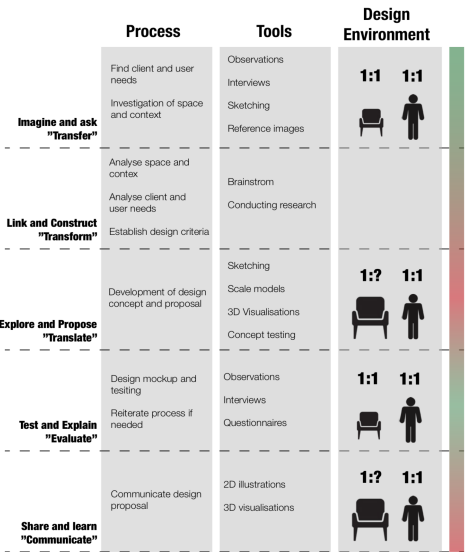 Process
Tools
Design
Environment
Imagine and ask
"Transfer"
Find client and user
needs
Investigation of space
and context
Observations
Interviews
Sketching
Reference images
1:1 1:1
Link and Construct
"Transform"
Analyse space and
contex
Analyse client and
user needs
Establish design criteria
Brainstrom
Conducting research
Explore and Propose
"Translate"
Development of design
concept and proposal
Sketching
Scale models
3D Visualisations
Concept testing
1:? 1:1
Test and Explain
"Evaluate"
Design mockup and
tesiting
Reiterate process if
needed
Observations
Interviews
Questionnaires
1:1 1:1
Share and learn
"Communicate"
Communicate design
proposal
2D illustrations
3D visualisations
1:? 1:1